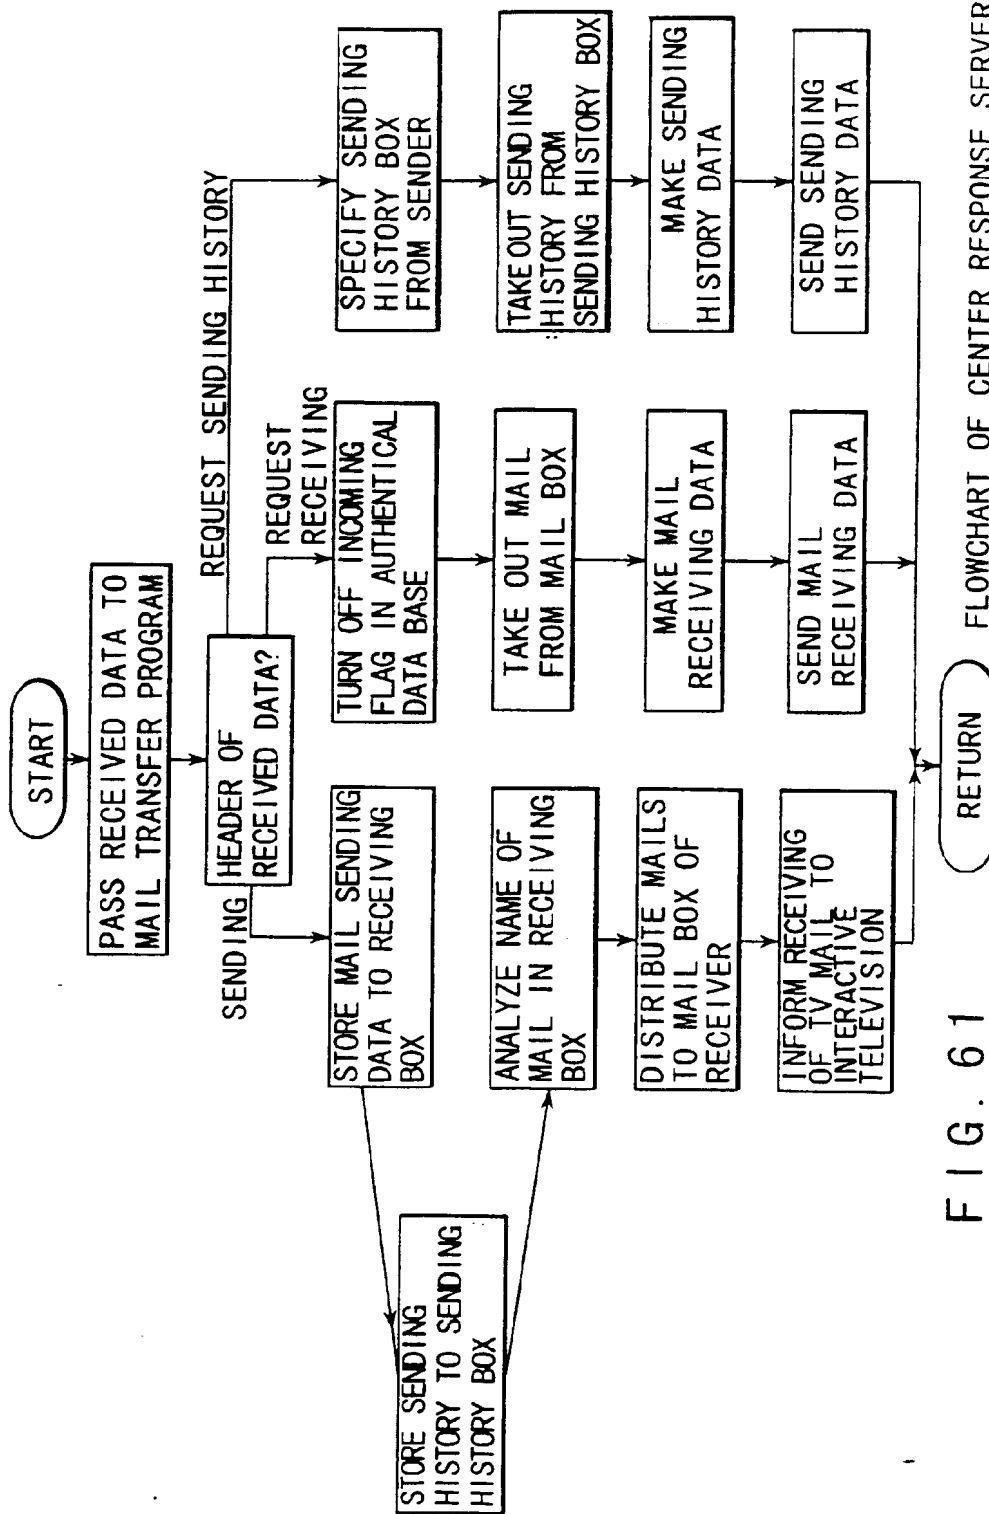 START
PASS RECEIVED DATA TO
MAIL TRANSFER PROGRAM
HEADER OF
RECEIVED DATA?
SENDING
REQUEST
RECEIVING
REQUEST SENDING HISTORY
STORE MAIL SENDING
DATA TO RECEIVING
BOX
STORE SENDING
HISTORY TO SENDING
HISTORY BOX
ANALYZE NAME OF
MAIL IN RECEIVING
BOX
DISTRIBUTE MAILS
TO MAIL BOX OF
RECEIVER
INFORM RECEIVING
OF TV MAIL TO
INTERACTIVE
TELEVISION
TURN OFF INCOMING
FLAG IN AUTHENTICAL
DATA BASE
TAKE OUT MAIL
FROM MAIL BOX
MAKE MAIL
RECEIVING DATA
SEND MAIL
RECEIVING DATA
SPECIFY SENDING
HISTORY BOX
FROM SENDER
TAKE OUT SENDING
HISTORY FROM
SENDING HISTORY BOX
MAKE SENDING
HISTORY DATA
SEND SENDING
HISTORY DATA
RETURN
FIG. 61
FLOWCHART OF CENTER RESPONSE SERVER